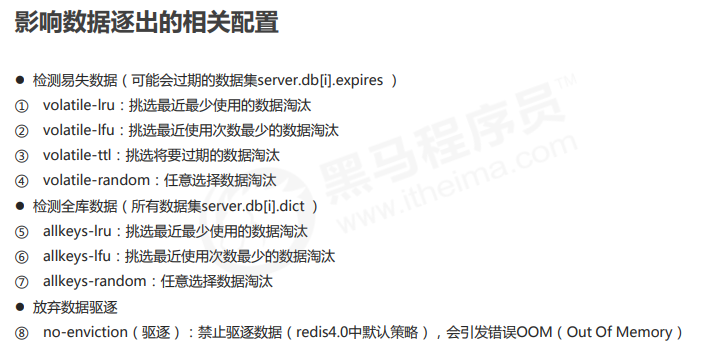 影响数据逐出的相关配置
● 检测易失数据（可能会过期的数据集server.db[i].expires ）
① volatile-lru：挑选最近最少使用的数据淘汰
② volatile-lfu：挑选最近使用次数最少的数据淘汰
③ volatile-ttl：挑选将要过期的数据淘汰
④ volatile-random：任意选择数据淘汰
● 检测全库数据（所有数据集server.db[i].dict ）
⑤ allkeys-lru：挑选最近最少使用的数据淘汰
⑥ allkeys-lfu：挑选最近使用次数最少的数据淘汰
⑦ allkeys-random：任意选择数据淘汰
● 放弃数据驱逐
⑧ no-enviction（驱逐）：禁止驱逐数据（redis4.0中默认策略），会引发错误OOM（Out Of Memory）
黑马程序员™
www.itheima.com